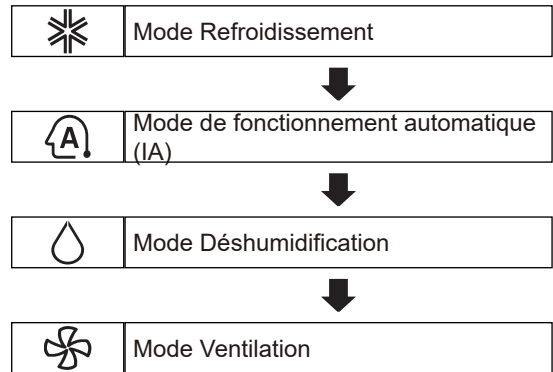 Mode Refroidissement
A
Mode de fonctionnement automatique
(IA)
Mode Déshumidification
Mode Ventilation